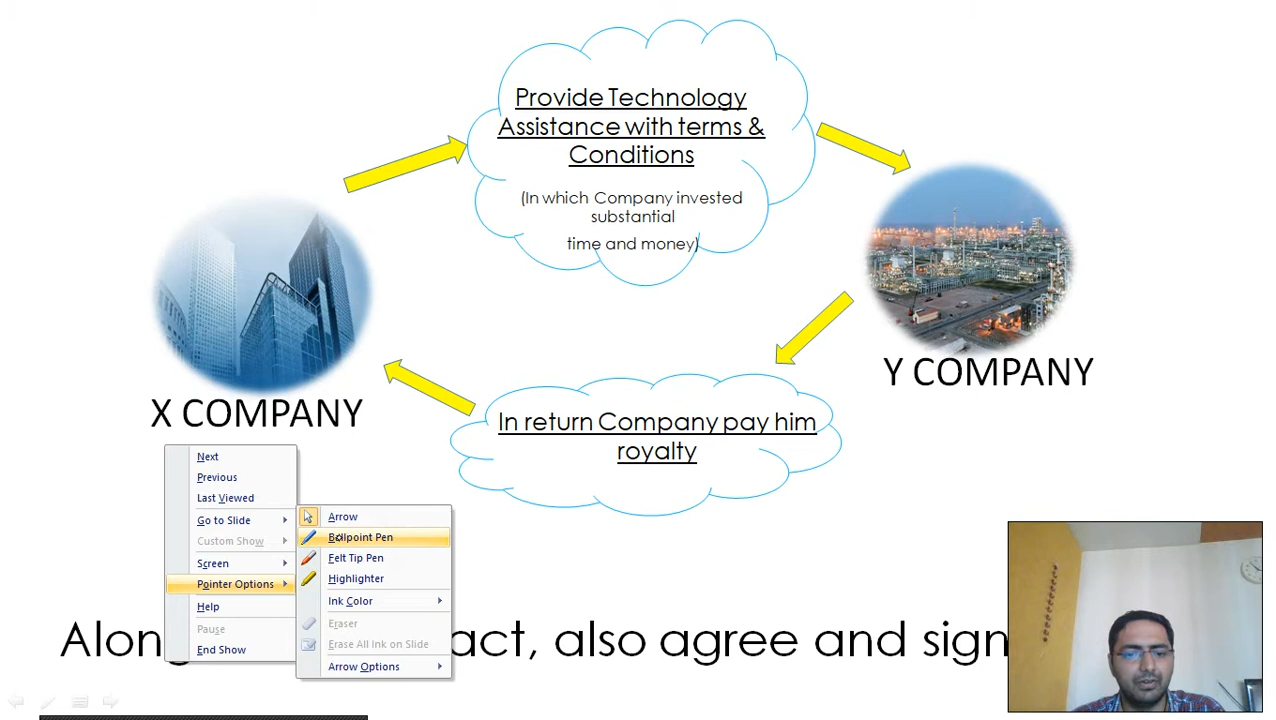 Provide Technology
Assistance with terms &
Conditions
(In which Company invested
substantial
time and money)
X COMPANY
Y COMPANY
In return Company pay him
royalty
Next
Previous
Last Viewed
Go to Slide
Custom Show
Screen
Pointer Options
Help
Pause
End Show
Arrow
Ballpoint Pen
Felt Tip Pen
Highlighter
Ink Color
Eraser
Erase All Ink on Slide
Arrow Options
also agree and sign